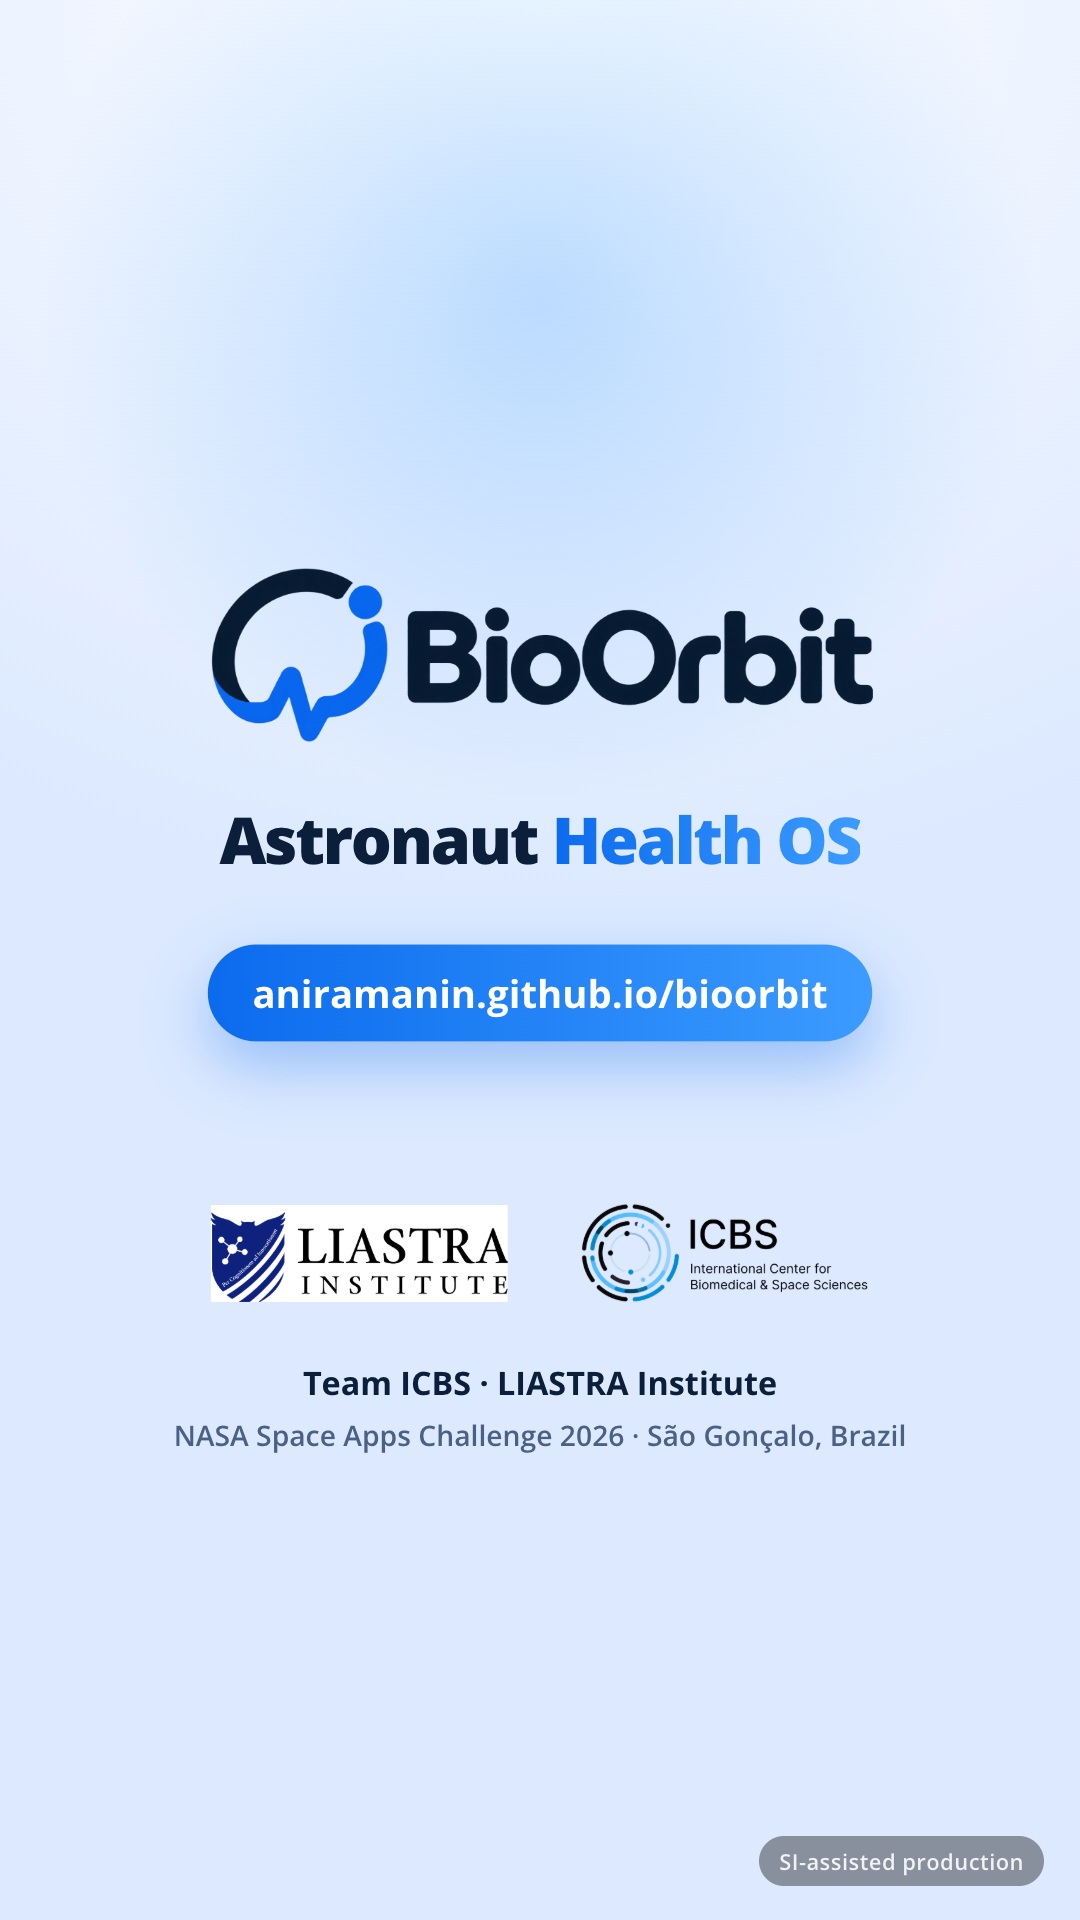 BioOrbit
Astronaut Health OS
aniramanin.github.io/bioorbit
LIASTRA
INSTITUTE
ICBS
International Center for
Biomedical & Space Sciences
Team ICBS · LIASTRA Institute
NASA Space Apps Challenge 2026 · São Gonçalo, Brazil
SI-assisted production